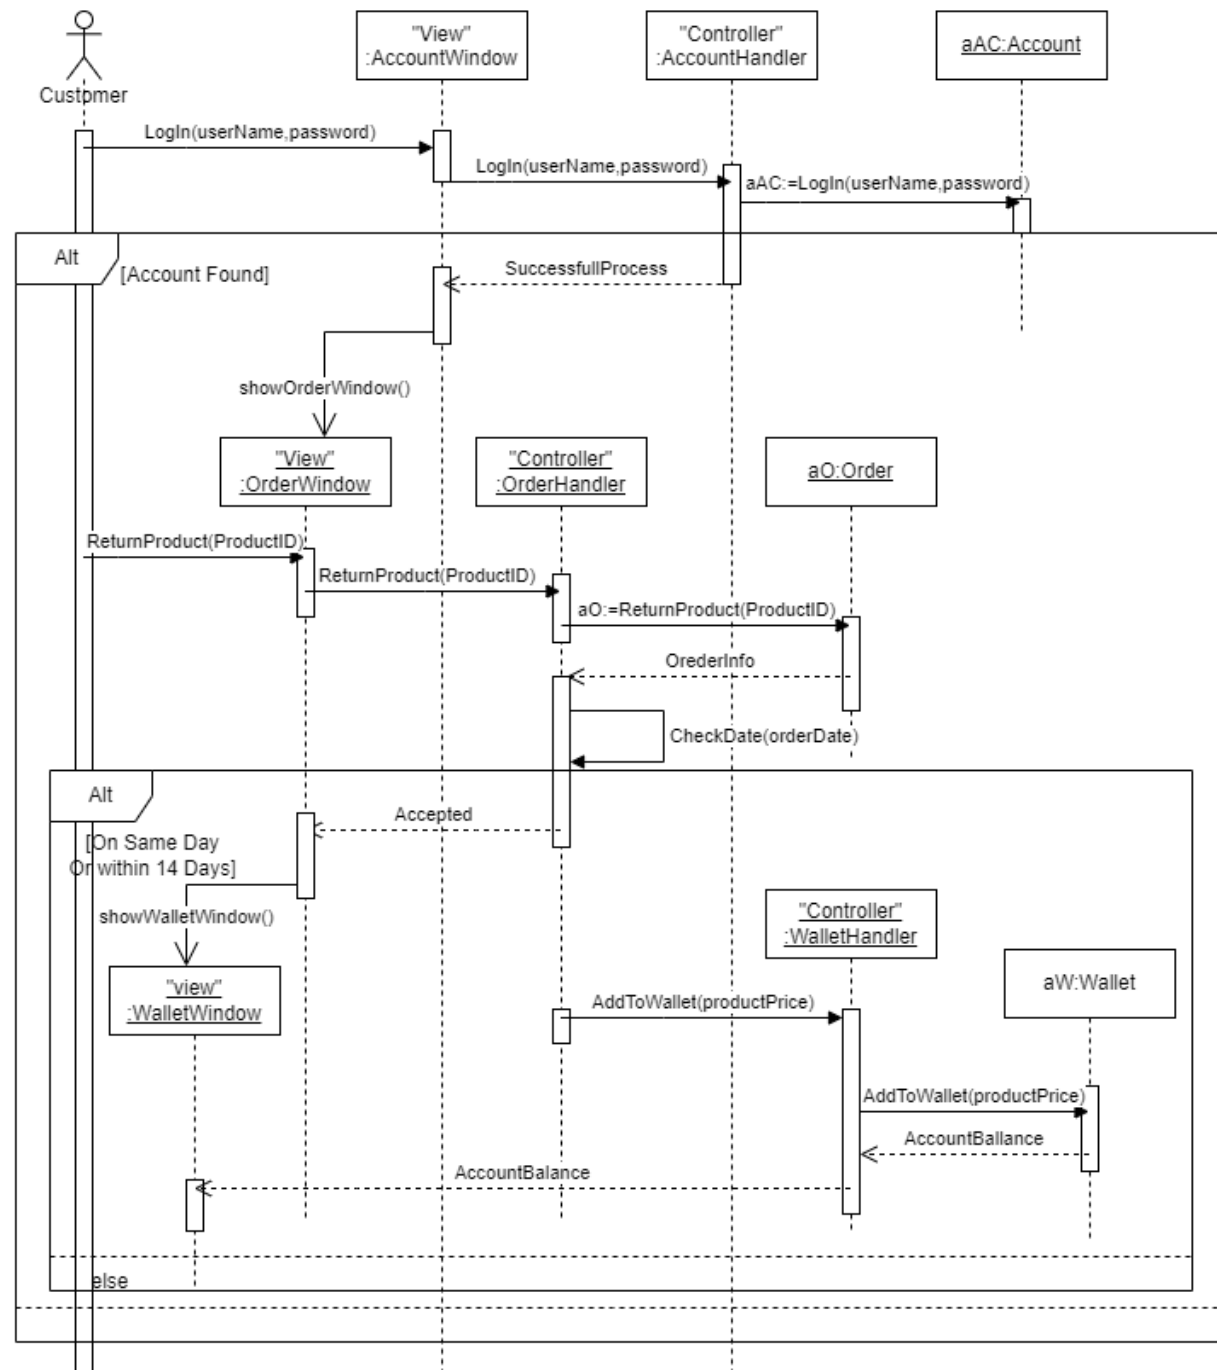 "View"
:AccountWindow
"Controller"
:AccountHandler
aAC:Account
Customer
LogIn(userName,password)
LogIn(userName,password)
aAC:=LogIn(userName,password)
Alt
[Account Found]
SuccessfullProcess
showOrderWindow()
"View"
:OrderWindow
"Controller"
:OrderHandler
aO:Order
ReturnProduct(ProductID)
ReturnProduct(ProductID)
aO:=ReturnProduct(ProductID)
OrederInfo
CheckDate(orderDate)
Alt
Accepted
[On Same Day
Or within 14 Days]
showWalletWindow()
"Controller"
:WalletHandler
"view"
:WalletWindow
aW:Wallet
AddToWallet(productPrice)
AddToWallet(productPrice)
AccountBallance
AccountBalance
else